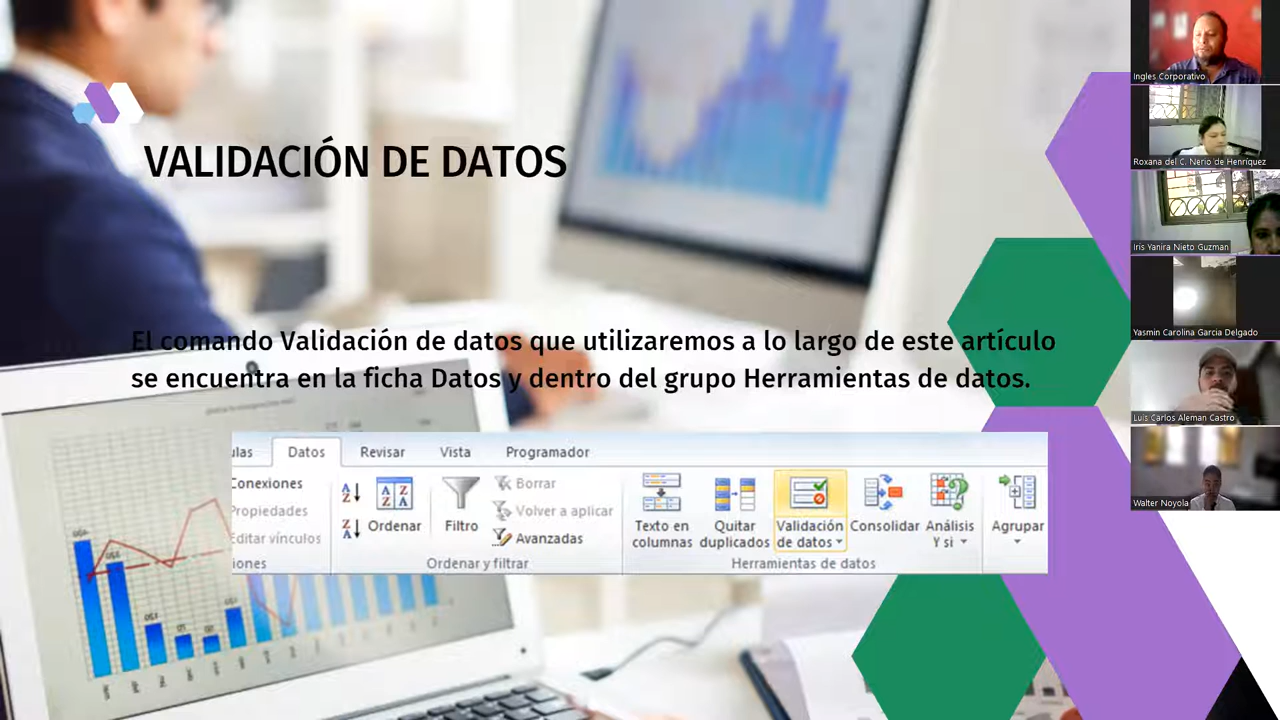 VALIDACIÓN DE DATOS
El comando Validación de datos que utilizaremos a lo largo de este artículo
se encuentra en la ficha Datos y dentro del grupo Herramientas de datos.
ulas Datos Revisar Vista Programador
Conexiones
Propiedades
Editar vínculos
iones
Ordenar
Filtro
Borrar
Volver a aplicar
Avanzadas
Ordenar y filtrar
Texto en
columnas
Quitar
duplicados
Validación
de datos
Consolidar
Análisis
Y si
Herramientas de datos
Agrupar
Ingles Corporativo
Roxana del C. Nerio de Henríquez
Iris Yanira Nieto Guzman
Yasmin Carolina Garcia Delgado
Luis Carlos Aleman Castro
Walter Noyola